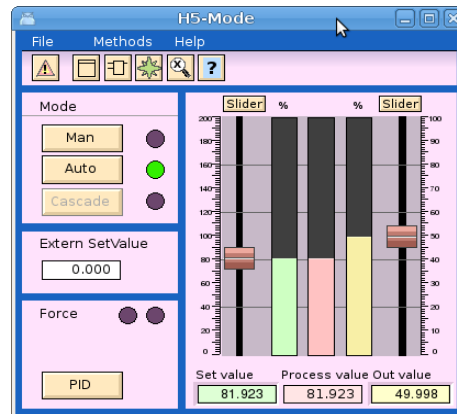 H5-Mode
File Methods Help
?
Mode
Man
Auto
Cascade
Extern SetValue
0.000
Force
PID
Slider % % Slider
200 100
180 90
160 80
140 70
120 60
100 50
80 40
60 30
40 20
20 10
0 0
Set value Process value Out value
81.923 81.923 49.998